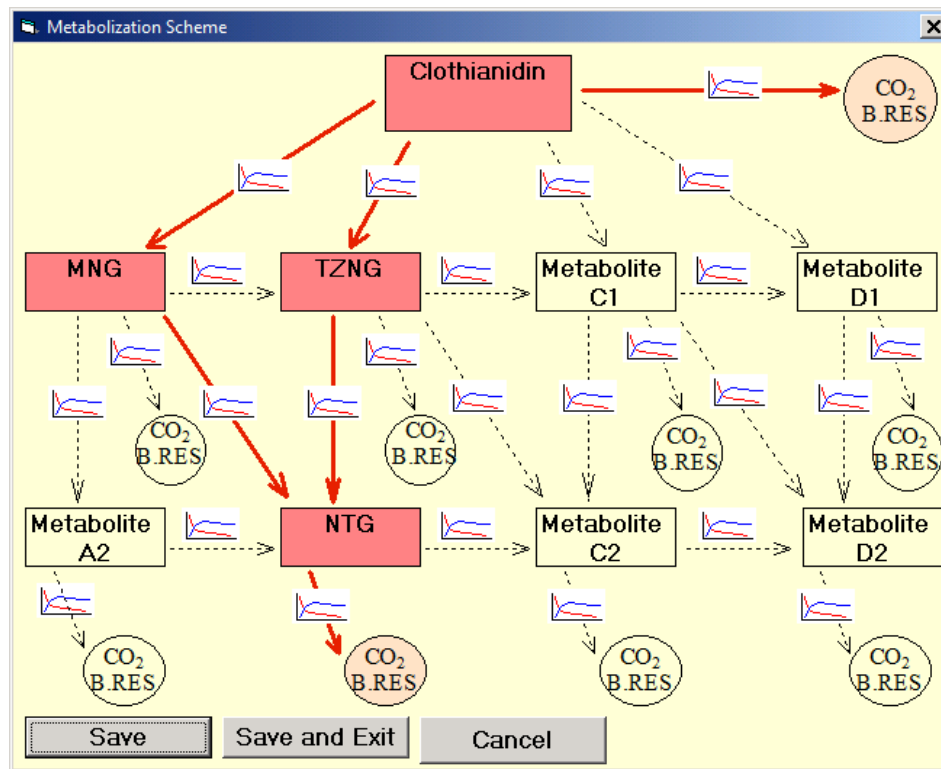 Metabolization Scheme
Clothianidin
CO₂
B.RES
MNG
TZNG
Metabolite
C1
Metabolite
D1
CO₂
B.RES
CO₂
B.RES
CO₂
B.RES
CO₂
B.RES
Metabolite
A2
NTG
Metabolite
C2
Metabolite
D2
CO₂
B.RES
CO₂
B.RES
CO₂
B.RES
CO₂
B.RES
Save
Save and Exit
Cancel